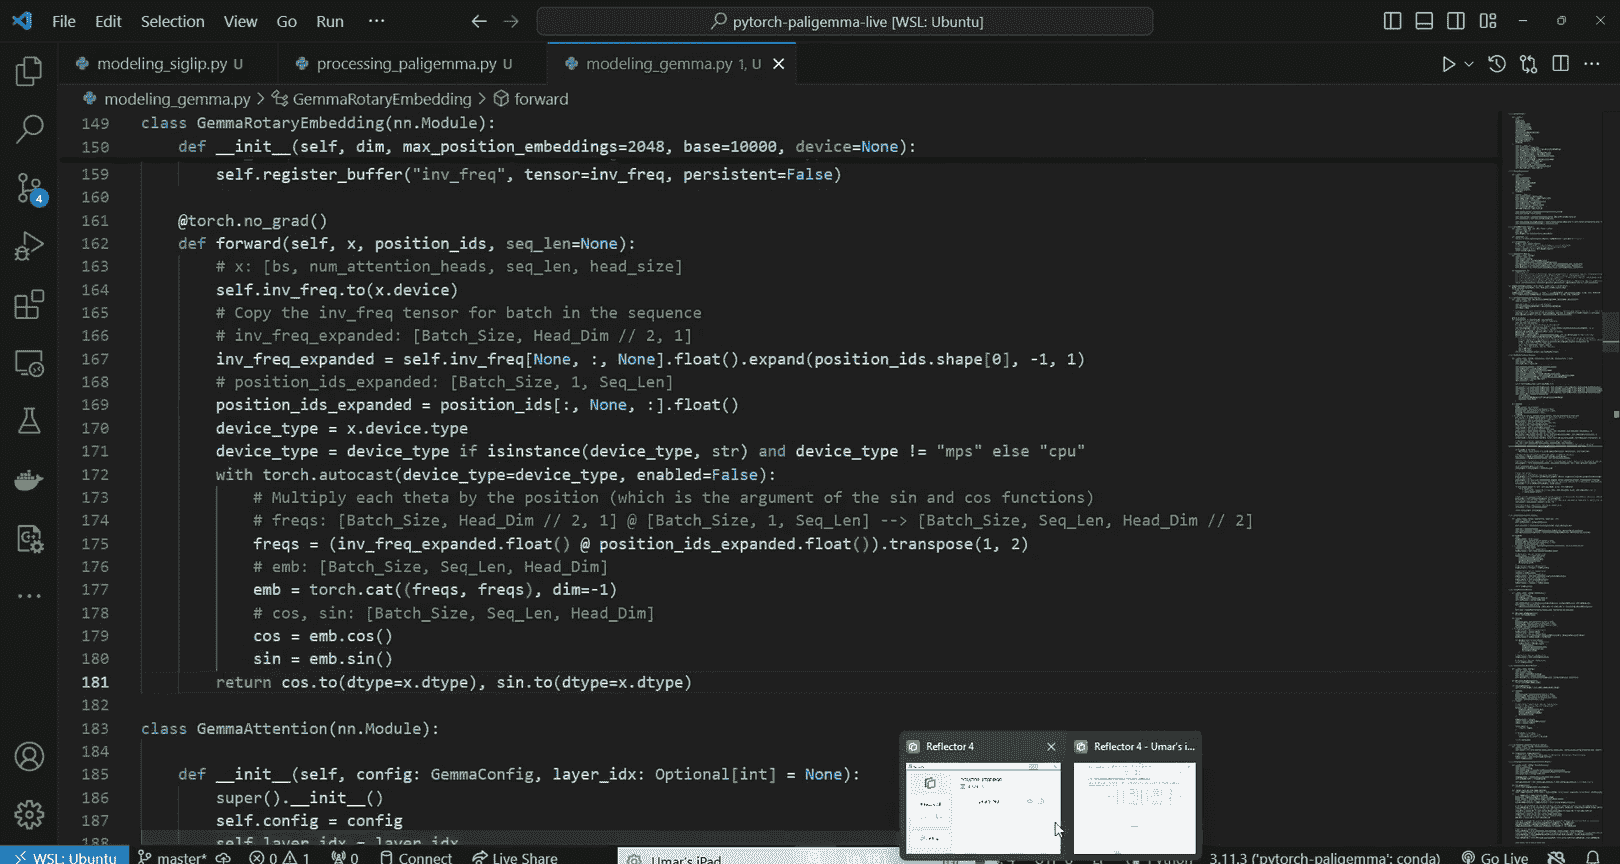 File Edit Selection View Go Run ··· pytorch-paligemma-live [WSL: Ubuntu]
modeling_siglip.py U processing_paligemma.py U modeling_gemma.py 1, U
modeling_gemma.py > GemmaRotaryEmbedding > forward
149 class GemmaRotaryEmbedding(nn.Module):
150 def __init__(self, dim, max_position_embeddings=2048, base=10000, device=None):
159 self.register_buffer("inv_freq", tensor=inv_freq, persistent=False)
160
161 @torch.no_grad()
162 def forward(self, x, position_ids, seq_len=None):
163 # x: [bs, num_attention_heads, seq_len, head_size]
164 self.inv_freq.to(x.device)
165 # Copy the inv_freq tensor for batch in the sequence
166 # inv_freq_expanded: [Batch_Size, Head_Dim // 2, 1]
167 inv_freq_expanded = self.inv_freq[None, :, None].float().expand(position_ids.shape[0], -1, 1)
168 # position_ids_expanded: [Batch_Size, 1, Seq_Len]
169 position_ids_expanded = position_ids[:, None, :].float()
170 device_type = x.device.type
171 device_type = device_type if isinstance(device_type, str) and device_type != "mps" else "cpu"
172 with torch.autocast(device_type=device_type, enabled=False):
173 # Multiply each theta by the position (which is the argument of the sin and cos functions)
174 # freqs: [Batch_Size, Head_Dim // 2, 1] @ [Batch_Size, 1, Seq_Len] --> [Batch_Size, Seq_Len, Head_Dim // 2]
175 freqs = (inv_freq_expanded.float() @ position_ids_expanded.float()).transpose(1, 2)
176 # emb: [Batch_Size, Seq_Len, Head_Dim]
177 emb = torch.cat((freqs, freqs), dim=-1)
178 # cos, sin: [Batch_Size, Seq_Len, Head_Dim]
179 cos = emb.cos()
180 sin = emb.sin()
181 return cos.to(dtype=x.dtype), sin.to(dtype=x.dtype)
182
183 class GemmaAttention(nn.Module):
184
185 def __init__(self, config: GemmaConfig, layer_idx: Optional[int] = None):
186 super().__init__()
187 self.config = config
188 self.layer_idx = layer_idx
4
Reflector 4
Reflector 4 - Umar's i...
WSL: Ubuntu master* 0 1 0 Connect Live Share Umar's iPad Python 3.11.3 ('pytorch-paligemma': conda) Go Live